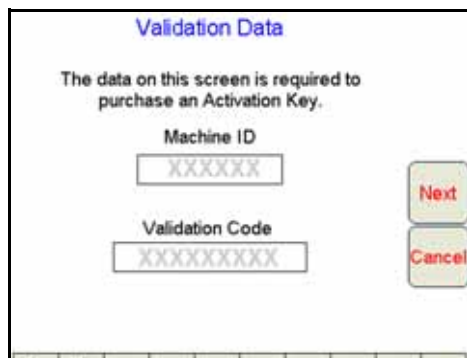 Validation Data
The data on this screen is required to
purchase an Activation Key.
Machine ID
XXXXXX
Next
Validation Code
XXXXXXXXX
Cancel